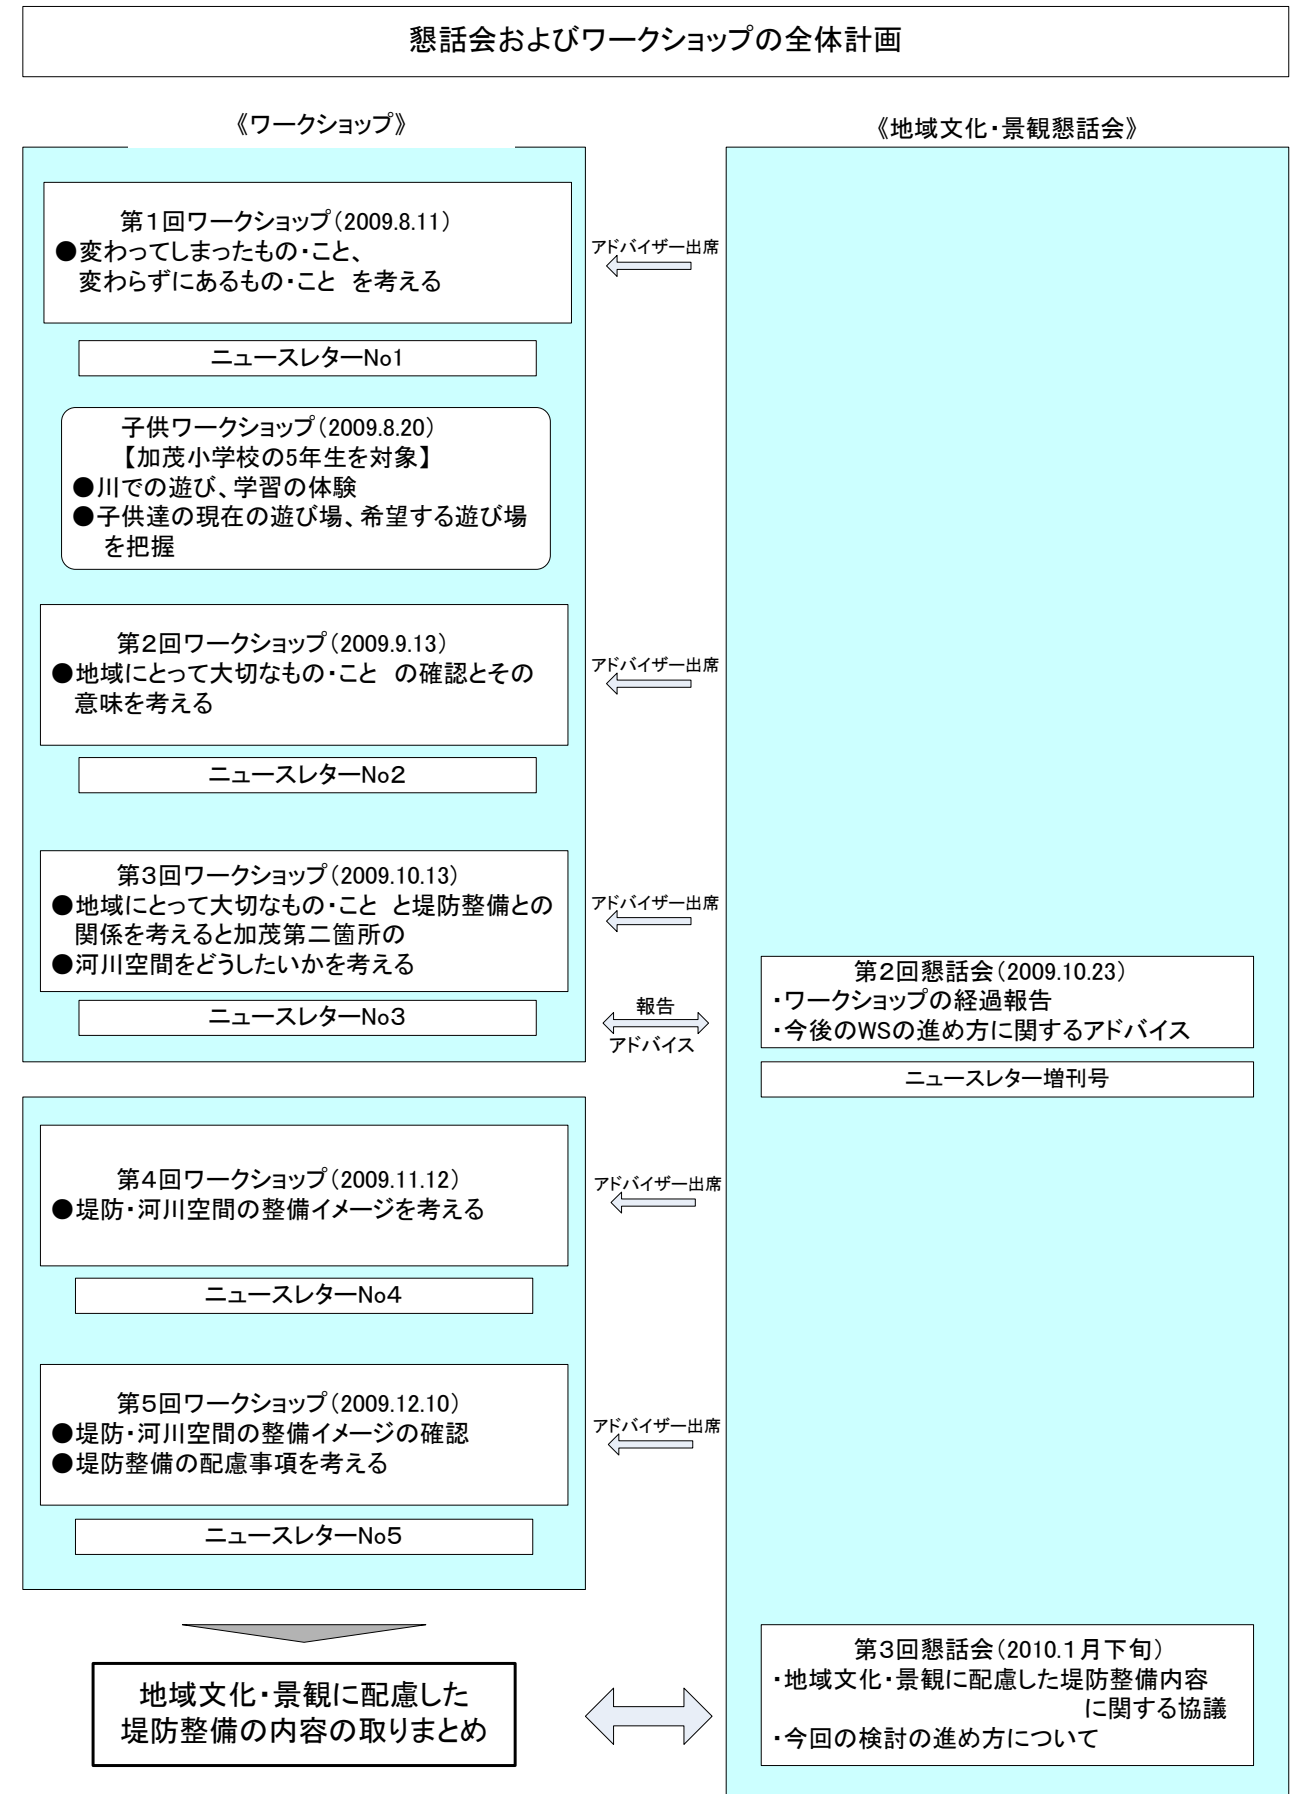 懇話会およびワークショップの全体計画
《ワークショップ》
《地域文化・景観懇話会》
第1回ワークショップ(2009.8.11)
●変わってしまったもの・こと、
変わらずにあるもの・こと を考える
アドバイザー出席
ニュースレターNo1
子供ワークショップ(2009.8.20)
【加茂小学校の5年生を対象】
●川での遊び、学習の体験
●子供達の現在の遊び場、希望する遊び場
を把握
第2回ワークショップ(2009.9.13)
●地域にとって大切なもの・こと の確認とその
意味を考える
アドバイザー出席
ニュースレターNo2
第3回ワークショップ(2009.10.13)
●地域にとって大切なもの・こと と堤防整備との
関係を考えると加茂第二箇所の
●河川空間をどうしたいかを考える
アドバイザー出席
ニュースレターNo3
報告
アドバイス
第2回懇話会(2009.10.23)
・ワークショップの経過報告
・今後のWSの進め方に関するアドバイス
ニュースレター増刊号
第4回ワークショップ(2009.11.12)
●堤防・河川空間の整備イメージを考える
アドバイザー出席
ニュースレターNo4
第5回ワークショップ(2009.12.10)
●堤防・河川空間の整備イメージの確認
●堤防整備の配慮事項を考える
アドバイザー出席
ニュースレターNo5
地域文化・景観に配慮した
堤防整備の内容の取りまとめ
第3回懇話会(2010.1月下旬)
・地域文化・景観に配慮した堤防整備内容
に関する協議
・今回の検討の進め方について